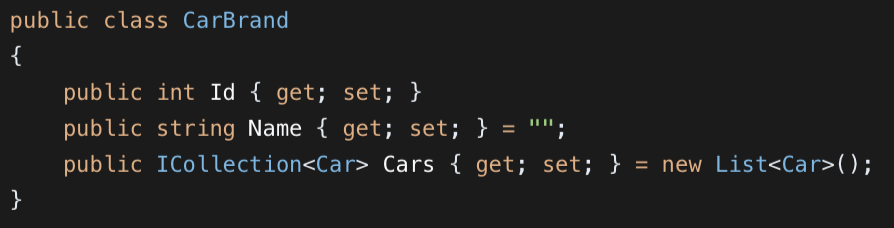 public class CarBrand
{
    public int Id { get; set; }
    public string Name { get; set; } = "";
    public ICollection<Car> Cars { get; set; } = new List<Car>();
}